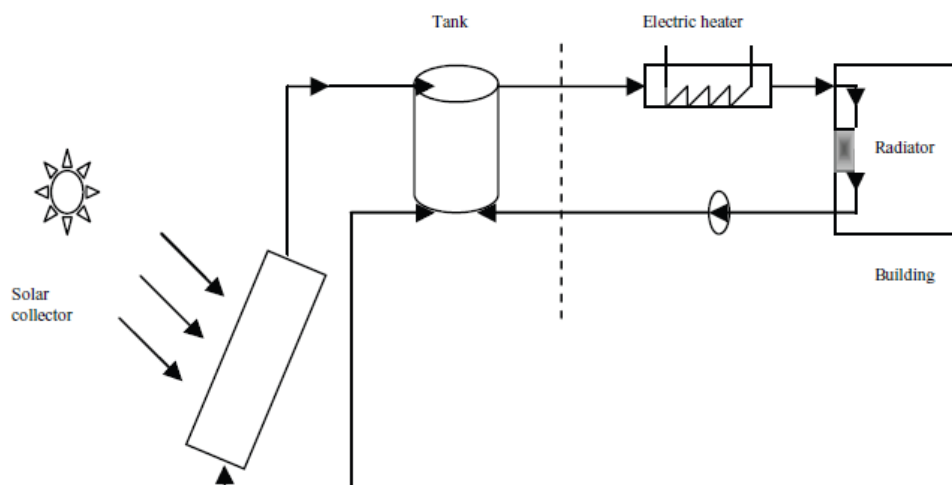 Tank
Electric heater
Radiator
Solar
collector
Building